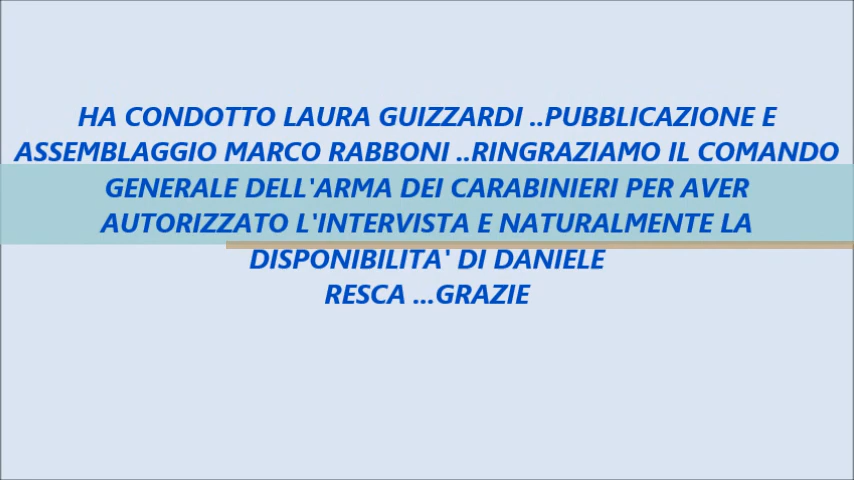 HA CONDOTTO LAURA GUIZZARDI ..PUBBLICAZIONE E
ASSEMBLAGGIO MARCO RABBONI ..RINGRAZIAMO IL COMANDO
GENERALE DELL'ARMA DEI CARABINIERI PER AVER
AUTORIZZATO L'INTERVISTA E NATURALMENTE LA
DISPONIBILITA' DI DANIELE
RESCA ...GRAZIE